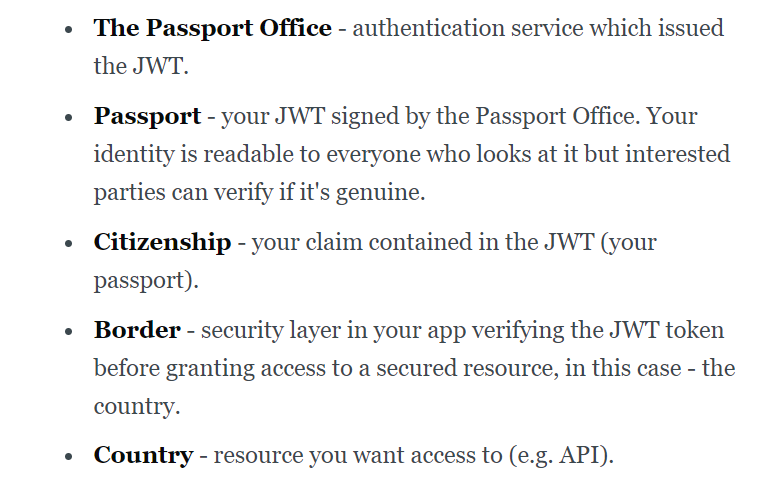 • The Passport Office - authentication service which issued
the JWT.
• Passport - your JWT signed by the Passport Office. Your
identity is readable to everyone who looks at it but interested
parties can verify if it's genuine.
• Citizenship - your claim contained in the JWT (your
passport).
• Border - security layer in your app verifying the JWT token
before granting access to a secured resource, in this case - the
country.
• Country - resource you want access to (e.g. API).